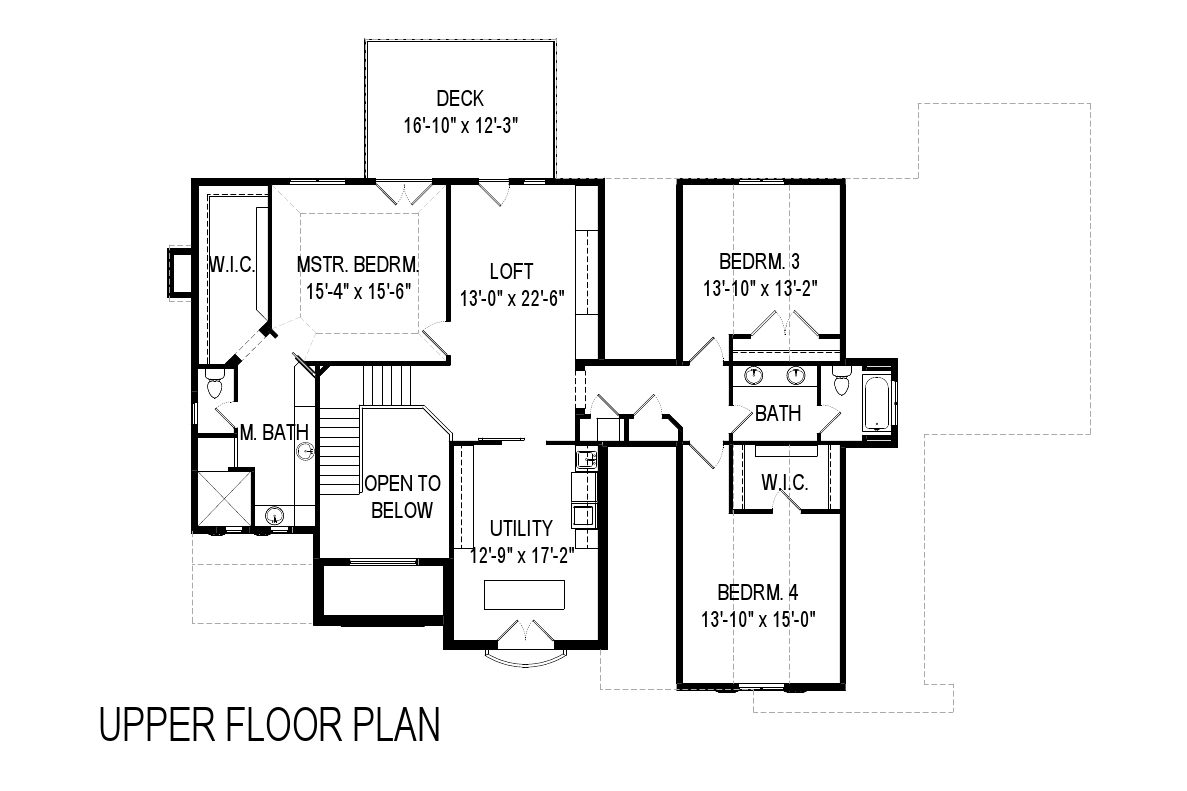 DECK
16'-10" x 12'-3"
W.I.C.
MSTR. BEDRM.
15'-4" x 15'-6"
LOFT
13'-0" x 22'-6"
BEDRM. 3
13'-10" x 13'-2"
M. BATH
BATH
OPEN TO
BELOW
W.I.C.
UTILITY
12'-9" x 17'-2"
BEDRM. 4
13'-10" x 15'-0"
UPPER FLOOR PLAN